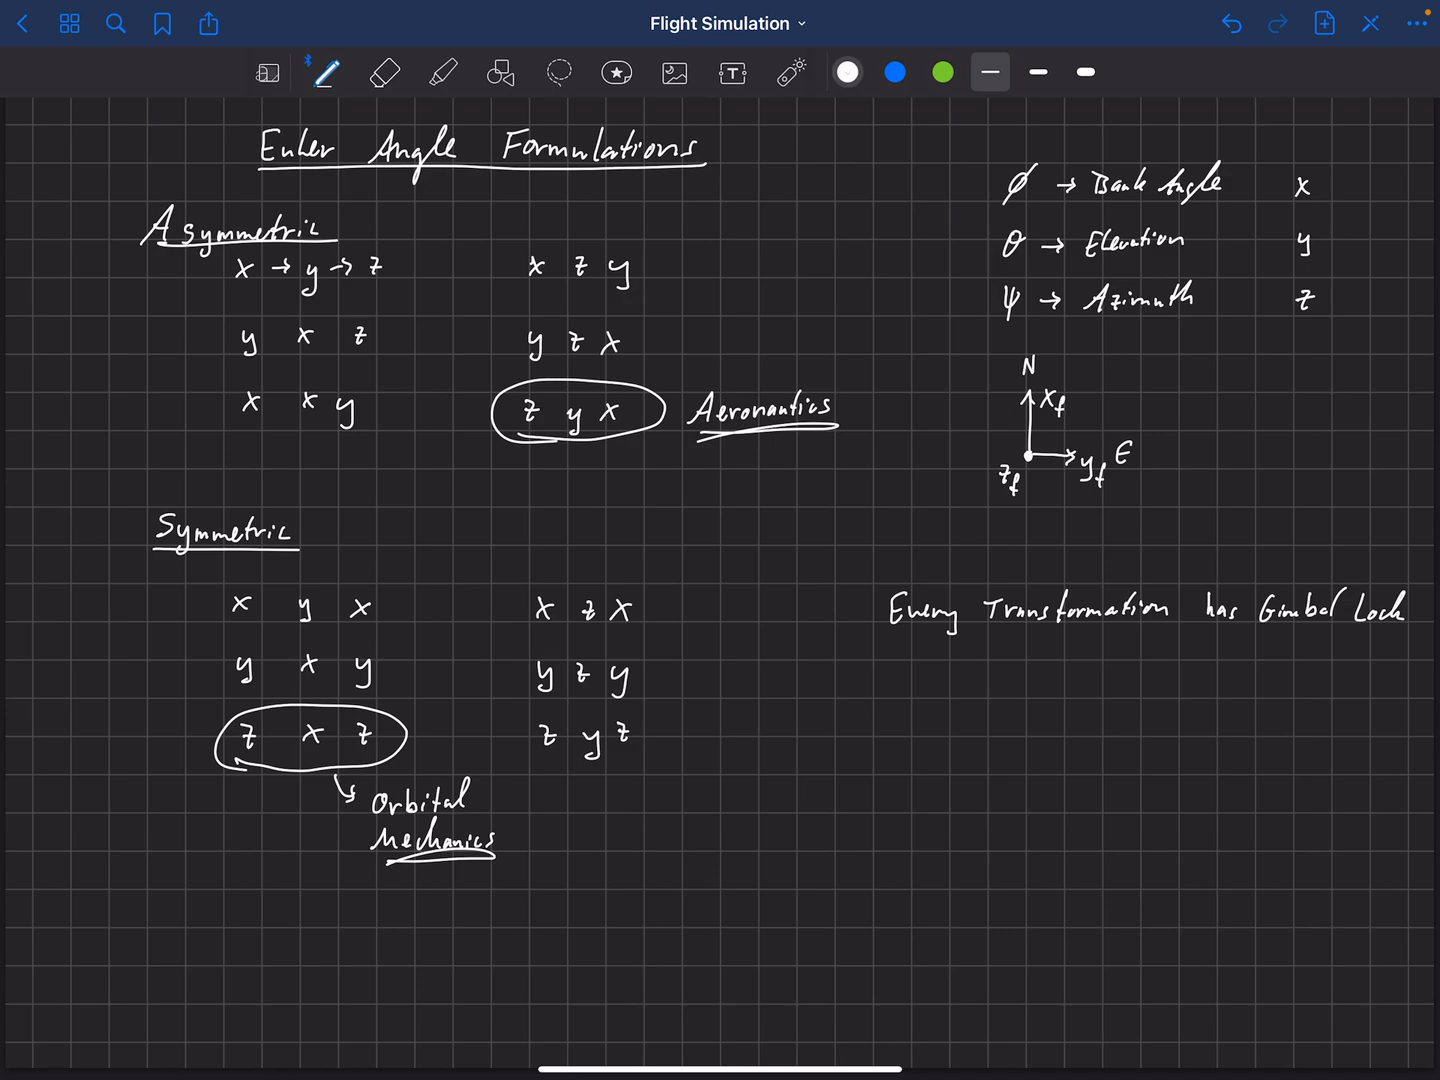 Flight Simulation
Euler Angle Formulations
Asymmetric
x → y → z
x z y
y x z
y z x
x x y
z y x
Aeronautics
Symmetric
x y x
x z x
y x y
y z y
z x z
z y z
Orbital
Mechanics
ϕ → Bank Angle x
θ → Elevation y
ψ → Azimuth z
N
x_f
y_f E
z_f
Every Transformation has Gimbal Lock